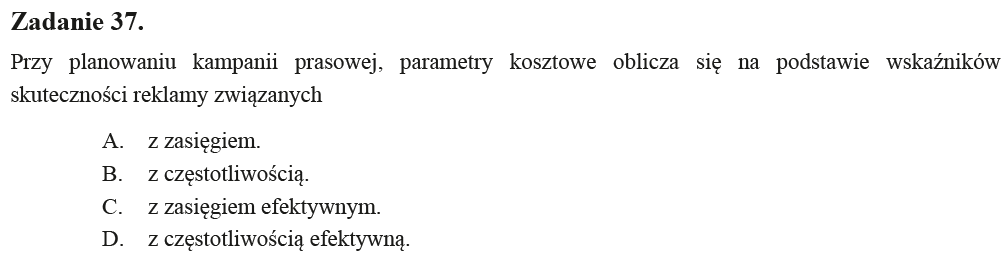 Zadanie 37.
Przy planowaniu kampanii prasowej, parametry kosztowe oblicza się na podstawie wskaźników
skuteczności reklamy związanych
A. z zasięgiem.
B. z częstotliwością.
C. z zasięgiem efektywnym.
D. z częstotliwością efektywną.